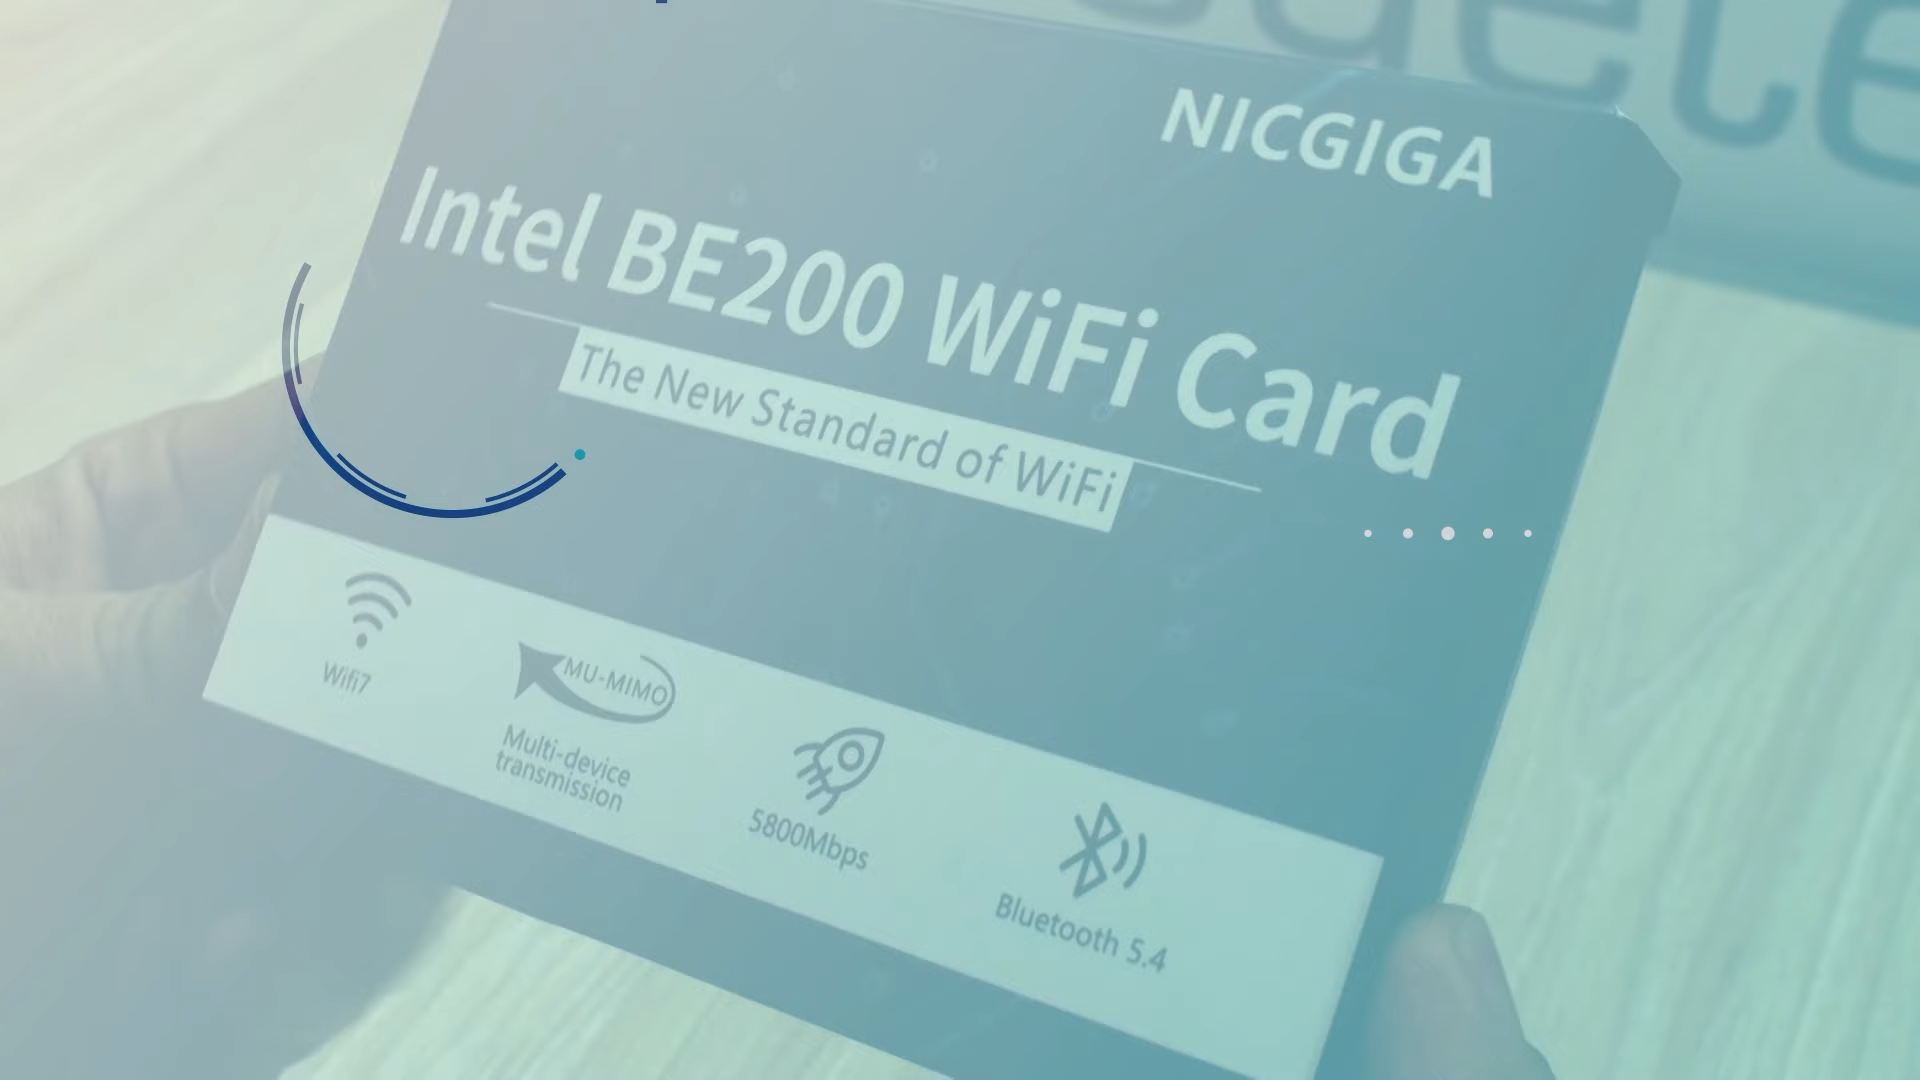 NICGIGA
Intel BE200 WiFi Card
The New Standard of WiFi
Wifi7
MU-MIMO
Multi-device
transmission
5800Mbps
Bluetooth 5.4